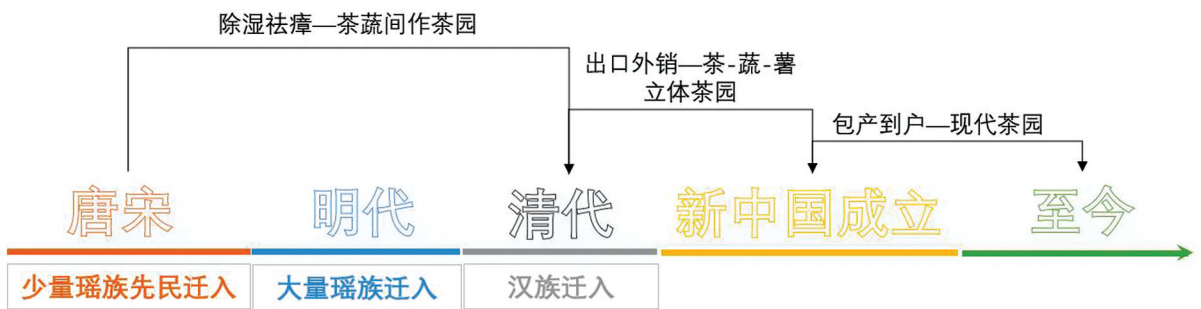 除湿祛瘴—茶蔬间作茶园
出口外销—茶-蔬-薯
立体茶园
包产到户—现代茶园
唐宋 明代 清代 新中国成立 至今
少量瑶族先民迁入 大量瑶族迁入 汉族迁入